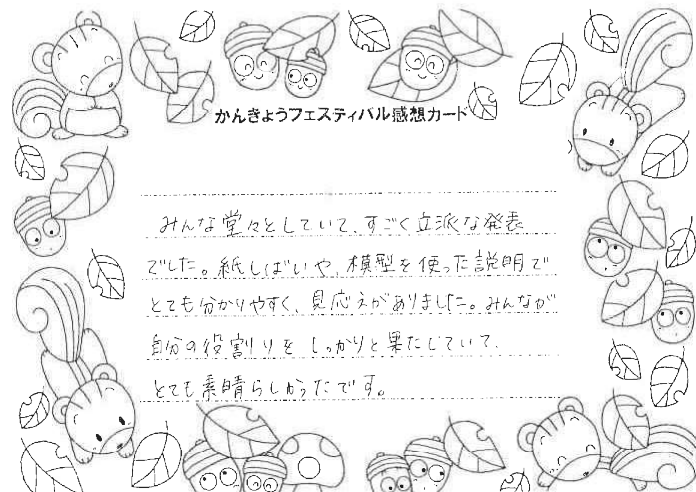 かんきょうフェスティバル感想カード
みんな堂々としていて、すごく立派な発表
でした。紙しばいや、模型を使った説明で
とても分かりやすく、見応えがありました。みんなが
自分の役割りをしっかりと果たしていて、
とても素晴らしかったです。